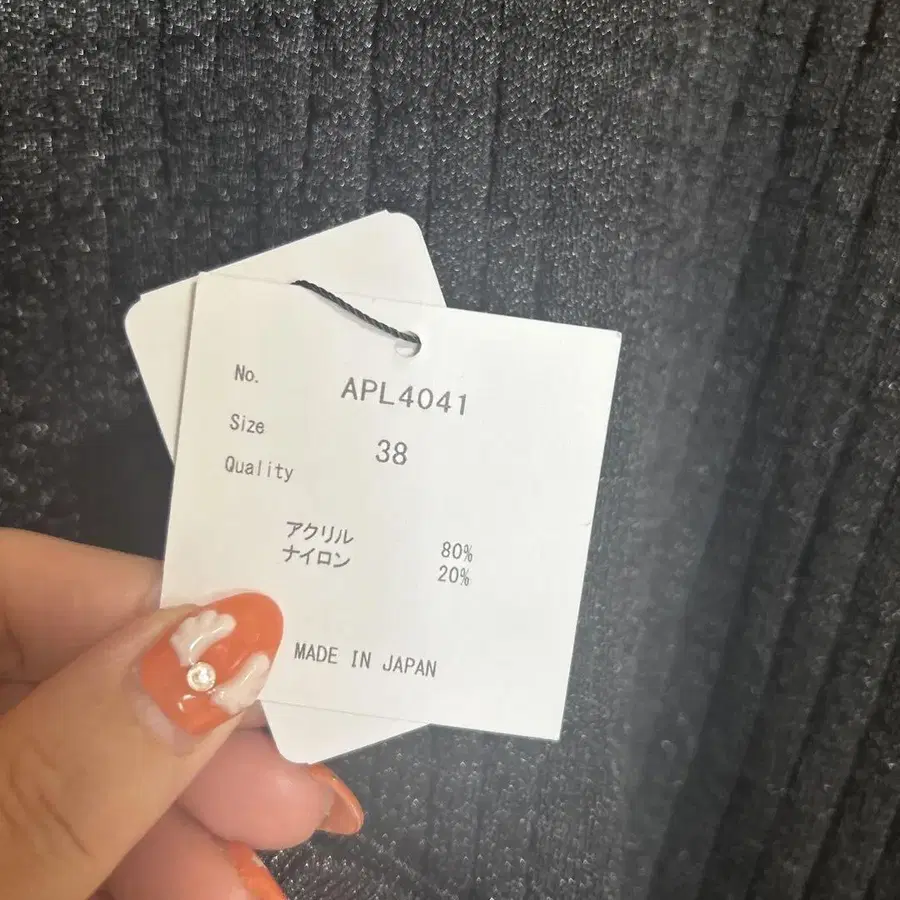 No. APL4041
Size 38
Quality
アクリル 80%
ナイロン 20%
MADE IN JAPAN